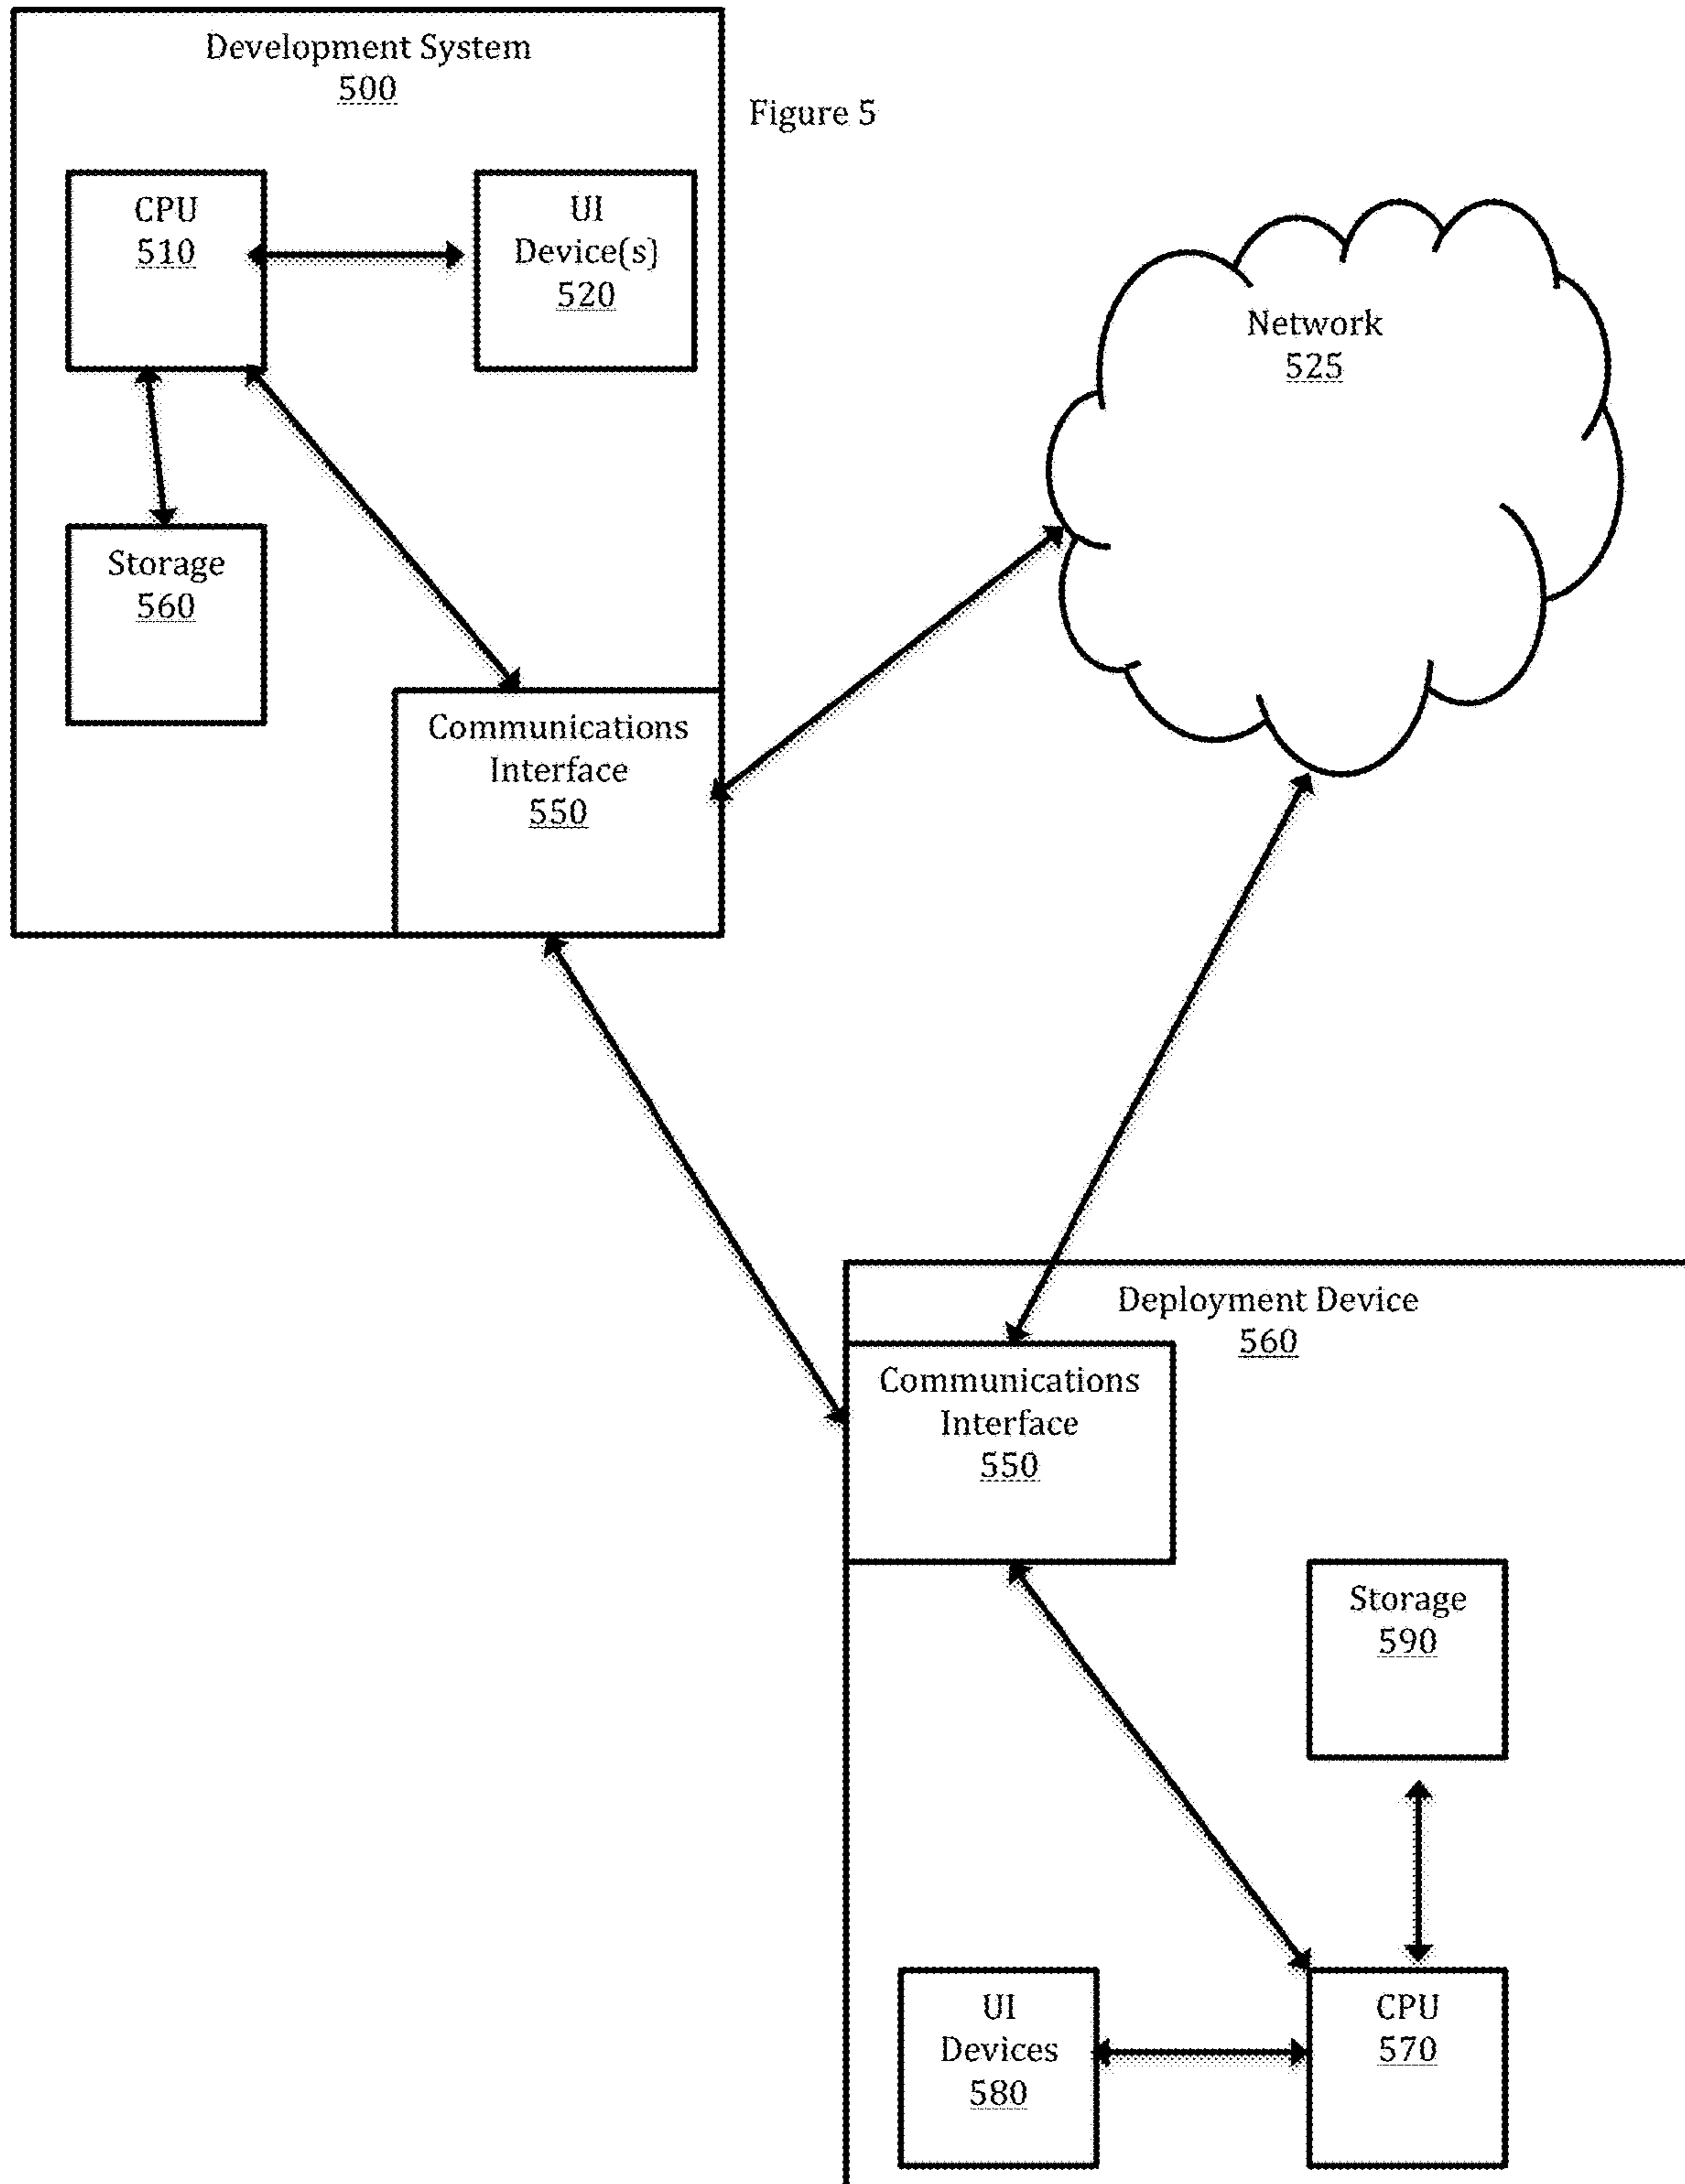 Development System
500
Figure 5
CPU
510
UI
Device(s)
520
Network
525
Storage
560
Communications
Interface
550
Deployment Device
560
Communications
Interface
550
Storage
590
UI
Devices
580
CPU
570